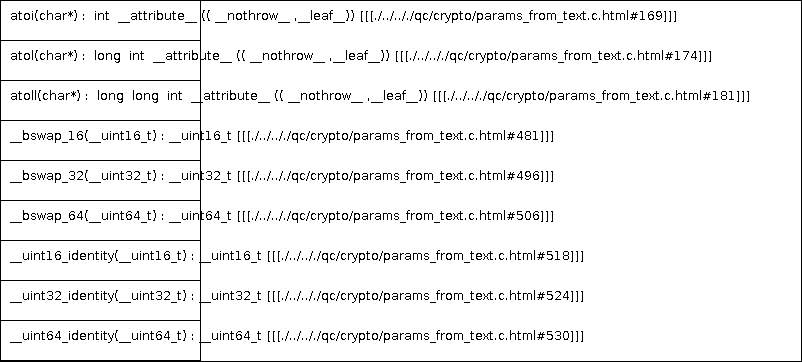 atoi(char*) : int __attribute__ (( __nothrow__ ,__leaf__)) [[[./../../qc/crypto/params_from_text.c.html#169]]]
atol(char*) : long int __attribute__ (( __nothrow__ ,__leaf__)) [[[./../.././qc/crypto/params_from_text.c.html#174]]]
atoll(char*) : long long int __attribute__ (( __nothrow__ ,__leaf__)) [[[./../.././qc/crypto/params_from_text.c.html#181]]]
__bswap_16(__uint16_t) : __uint16_t [[[./../.././qc/crypto/params_from_text.c.html#481]]]
__bswap_32(__uint32_t) : __uint32_t [[[./../.././qc/crypto/params_from_text.c.html#496]]]
__bswap_64(__uint64_t) : __uint64_t [[[./../.././qc/crypto/params_from_text.c.html#506]]]
__uint16_identity(__uint16_t) : __uint16_t [[[./../.././qc/crypto/params_from_text.c.html#518]]]
__uint32_identity(__uint32_t) : __uint32_t [[[./../.././qc/crypto/params_from_text.c.html#524]]]
__uint64_identity(__uint64_t) : __uint64_t [[[./../.././qc/crypto/params_from_text.c.html#530]]]